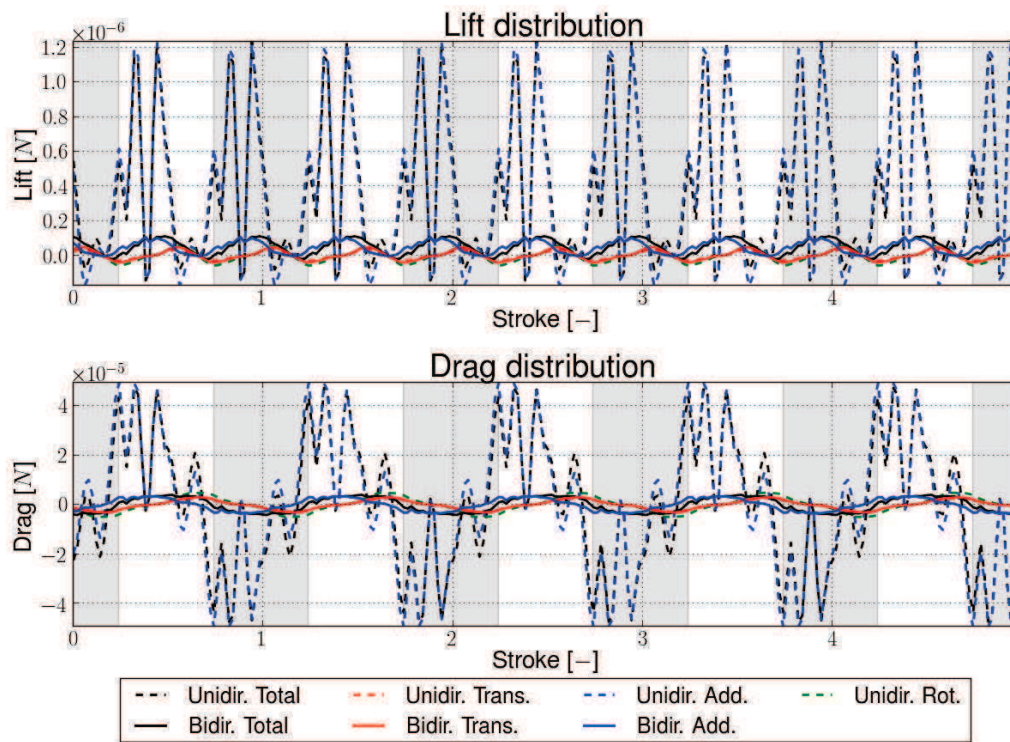 Lift distribution
×10⁻⁶
1.2
1.0
0.8
0.6
0.4
0.2
0.0
Lift [N]
0 1 2 3 4
Stroke [−]
Drag distribution
×10⁻⁵
4
2
0
−2
−4
Drag [N]
0 1 2 3 4
Stroke [−]
Unidir. Total Unidir. Trans. Unidir. Add. Unidir. Rot.
Bidir. Total Bidir. Trans. Bidir. Add.